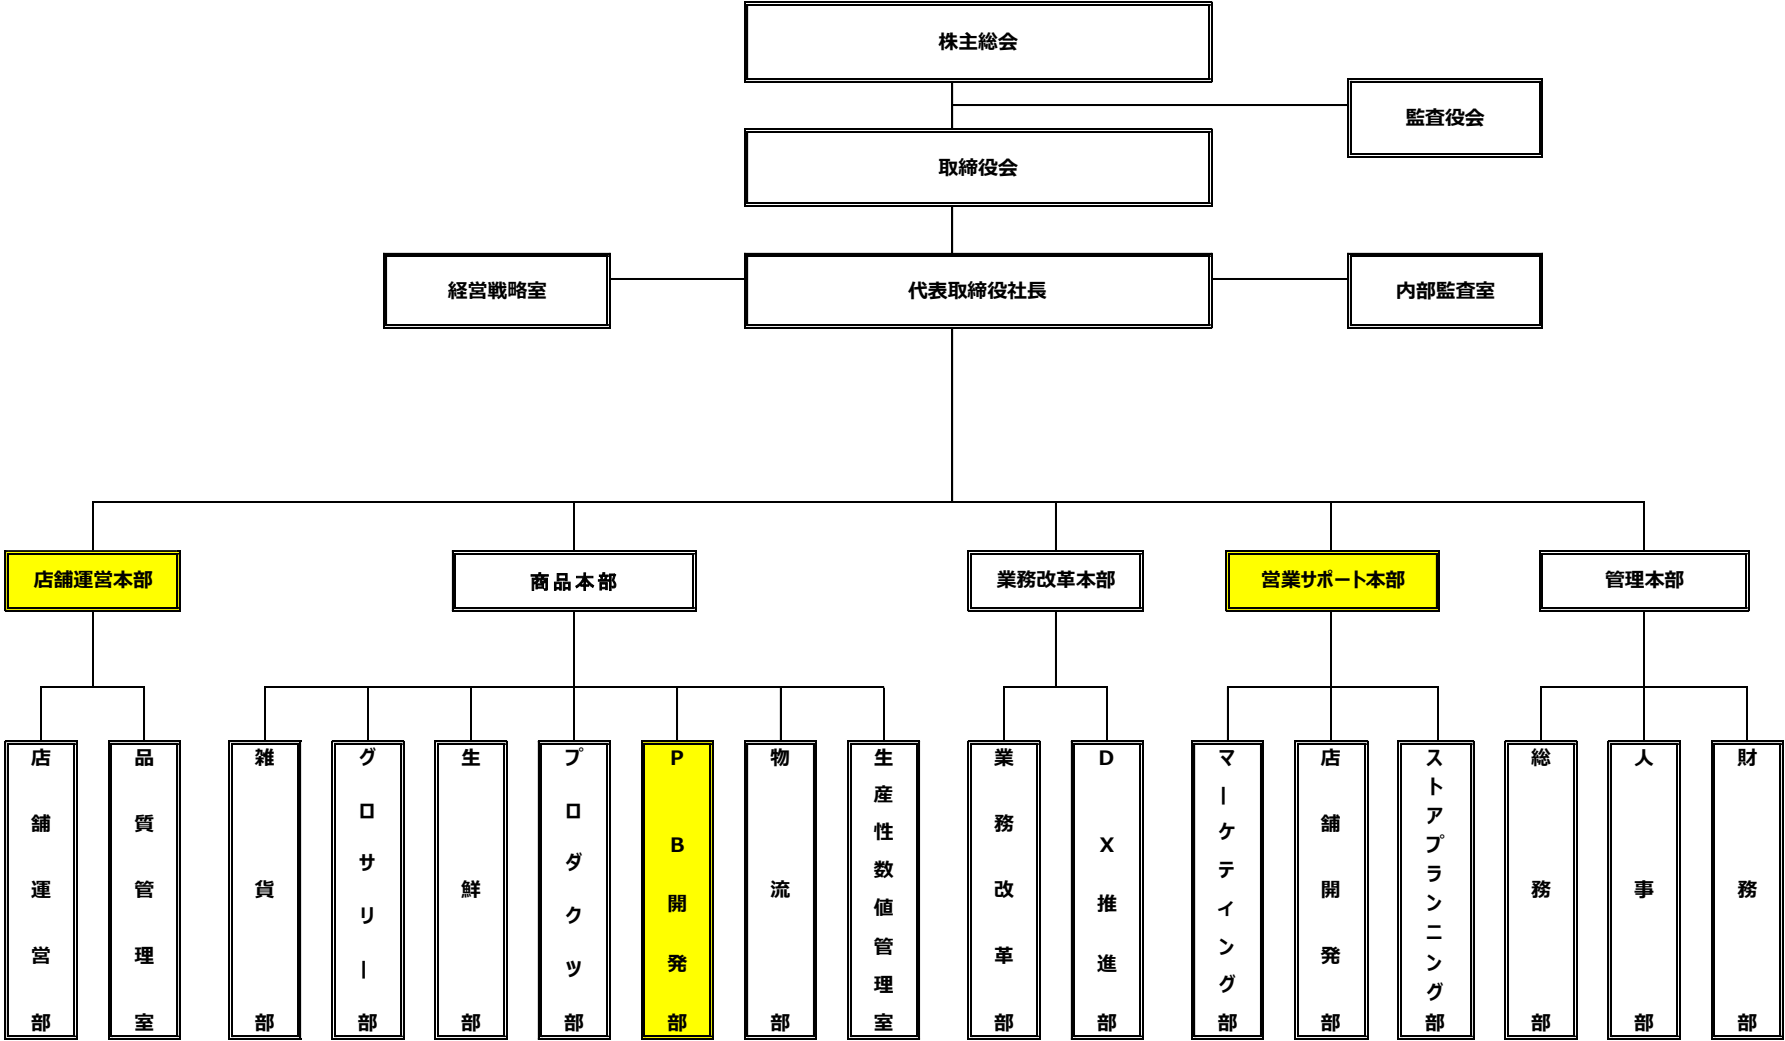 株主総会
監査役会
取締役会
経営戦略室
代表取締役社長
内部監査室
店舗運営本部
商品本部
業務改革本部
営業サポート本部
管理本部
店舗運営部
品質管理室
雑貨部
グロサリー部
生鮮部
プロダクツ部
PB開発部
物流部
生産性数値管理室
業務改革部
DX推進部
マーケティング部
店舗開発部
ストアプランニング部
総務部
人事部
財務部